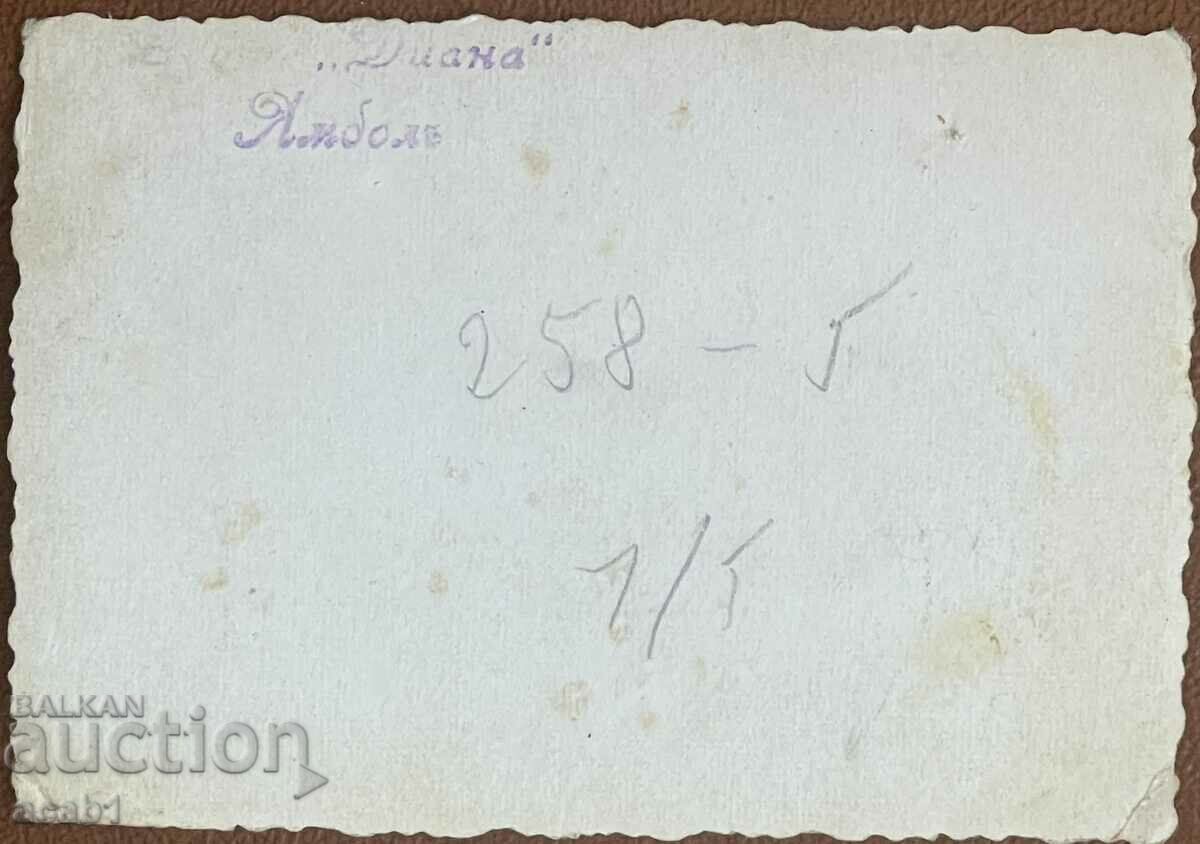 „Диана“
Ямболъ
258 – 5
1/5
BALKAN
auction
acab1